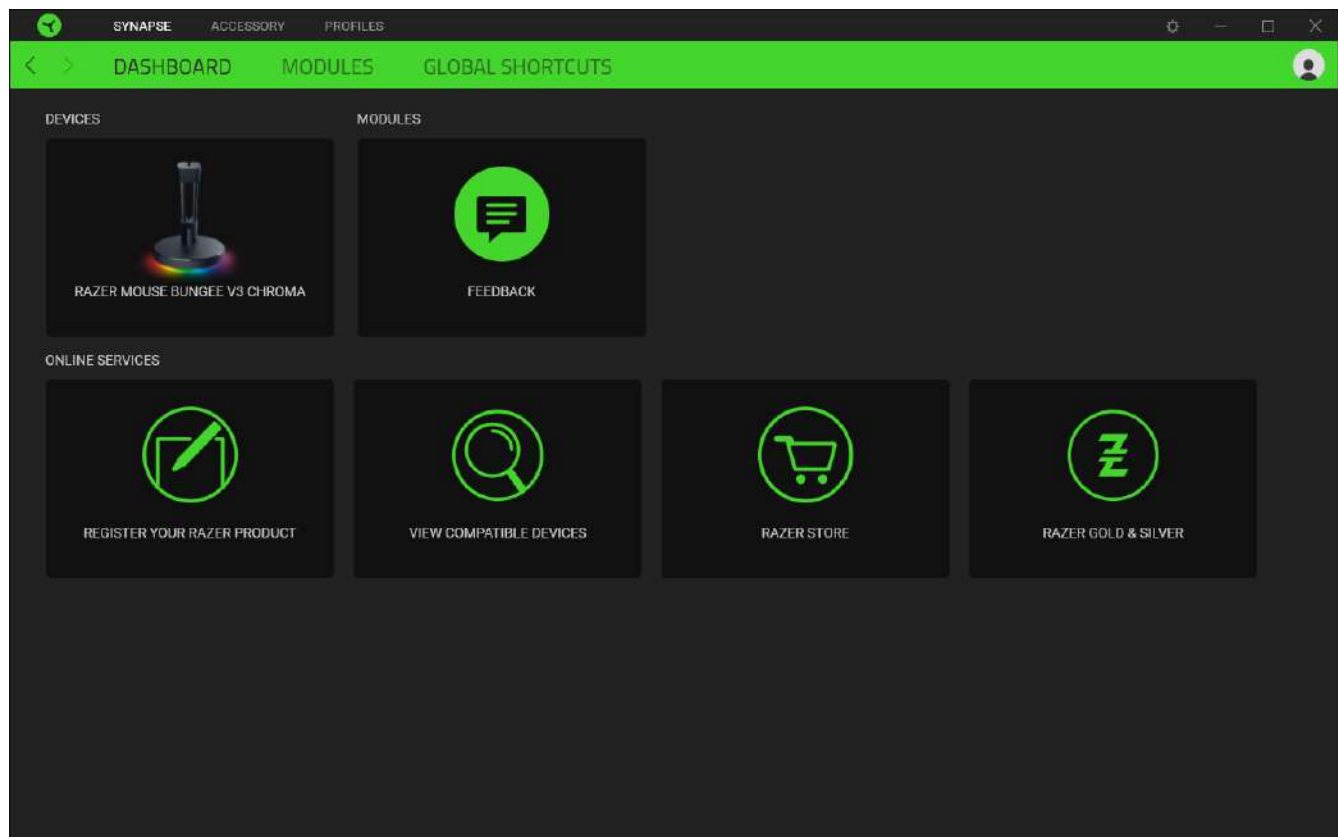 SYNAPSE ACCESSORY PROFILES
DASHBOARD MODULES GLOBAL SHORTCUTS
DEVICES MODULES
RAZER MOUSE BUNGEE V3 CHROMA FEEDBACK
ONLINE SERVICES
REGISTER YOUR RAZER PRODUCT VIEW COMPATIBLE DEVICES RAZER STORE RAZER GOLD & SILVER